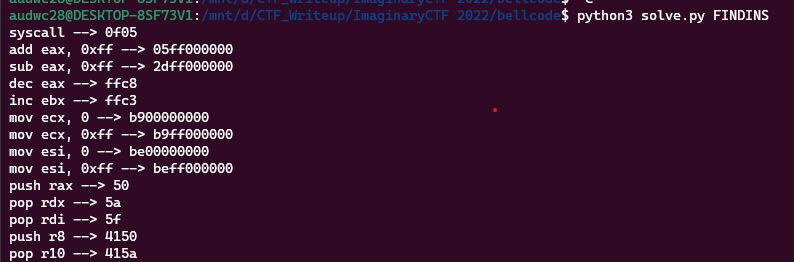 audwc28@DESKTOP-8SF73V1:/mnt/d/CTF_Writeup/ImaginaryCTF 2022/bellcode$ python3 solve.py FINDINS
syscall --> 0f05
add eax, 0xff --> 05ff000000
sub eax, 0xff --> 2dff000000
dec eax --> ffc8
inc ebx --> ffc3
mov ecx, 0 --> b900000000
mov ecx, 0xff --> b9ff000000
mov esi, 0 --> be00000000
mov esi, 0xff --> beff000000
push rax --> 50
pop rdx --> 5a
pop rdi --> 5f
push r8 --> 4150
pop r10 --> 415a